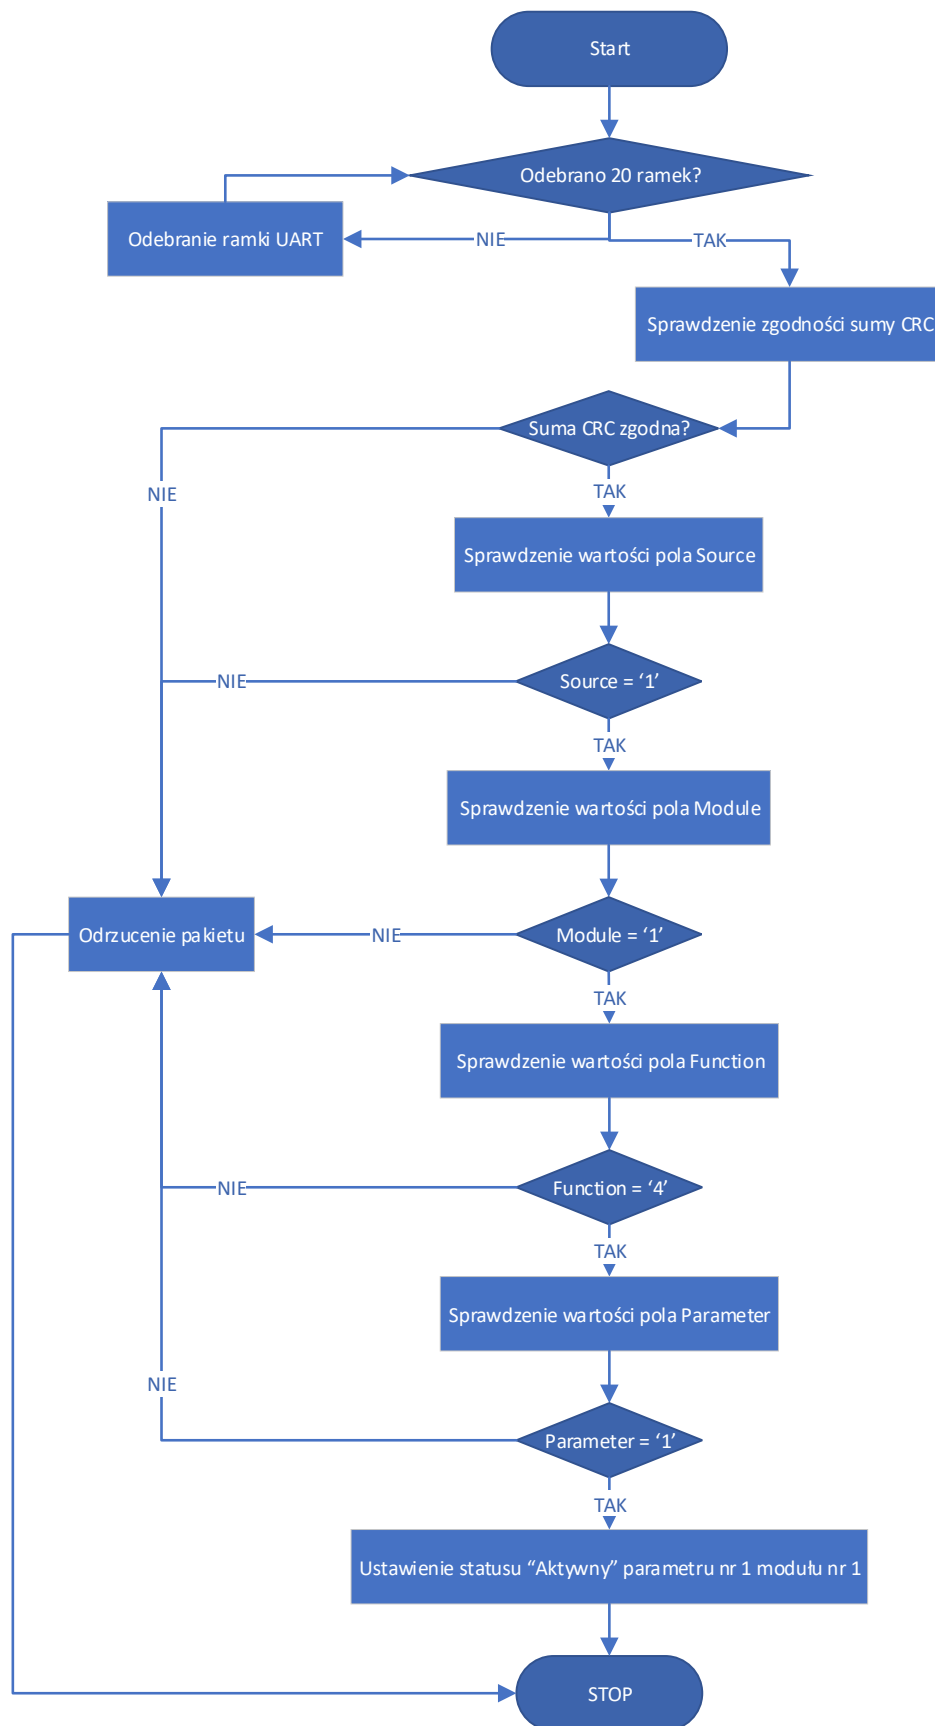 Start
Odebrano 20 ramek?
Odebranie ramki UART
NIE
TAK
Sprawdzenie zgodności sumy CRC
Suma CRC zgodna?
NIE
TAK
Sprawdzenie wartości pola Source
NIE
Source = ‘1’
TAK
Sprawdzenie wartości pola Module
Odrzucenie pakietu
NIE
Module = ‘1’
TAK
Sprawdzenie wartości pola Function
NIE
Function = ‘4’
TAK
Sprawdzenie wartości pola Parameter
NIE
Parameter = ‘1’
TAK
Ustawienie statusu “Aktywny” parametru nr 1 modułu nr 1
STOP